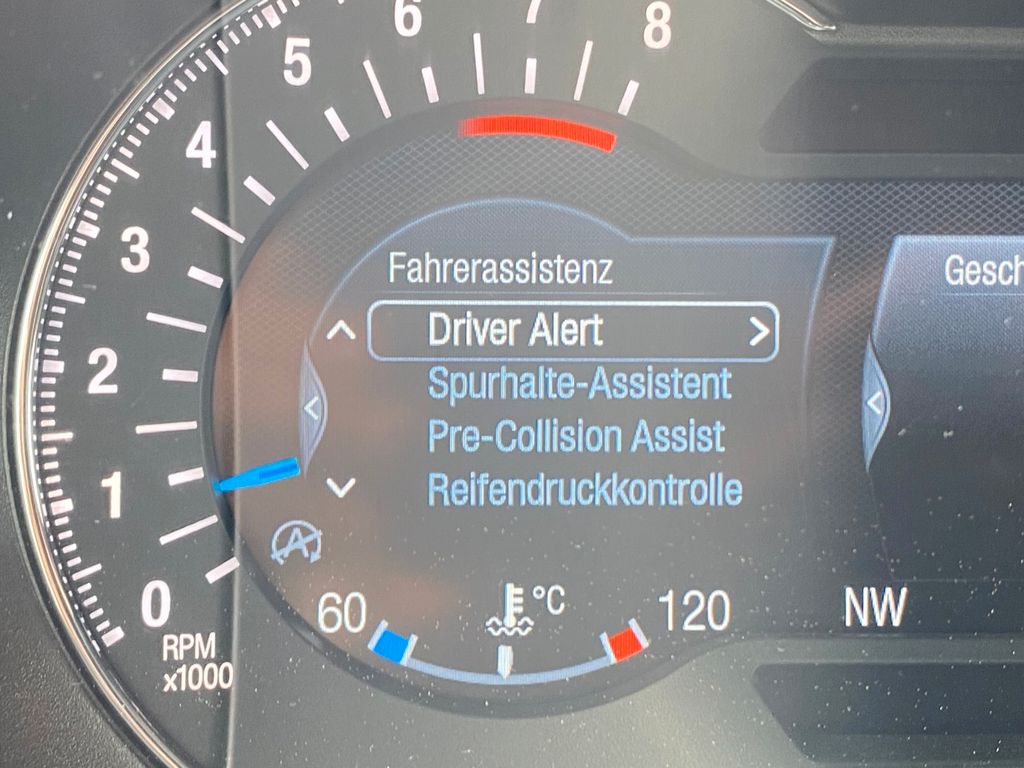 8
7
6
5
4
3
2
1
0
RPM
x1000
Fahrerassistenz
Driver Alert
Spurhalte-Assistent
Pre-Collision Assist
Reifendruckkontrolle
A
60
°C
120
NW
Gesch